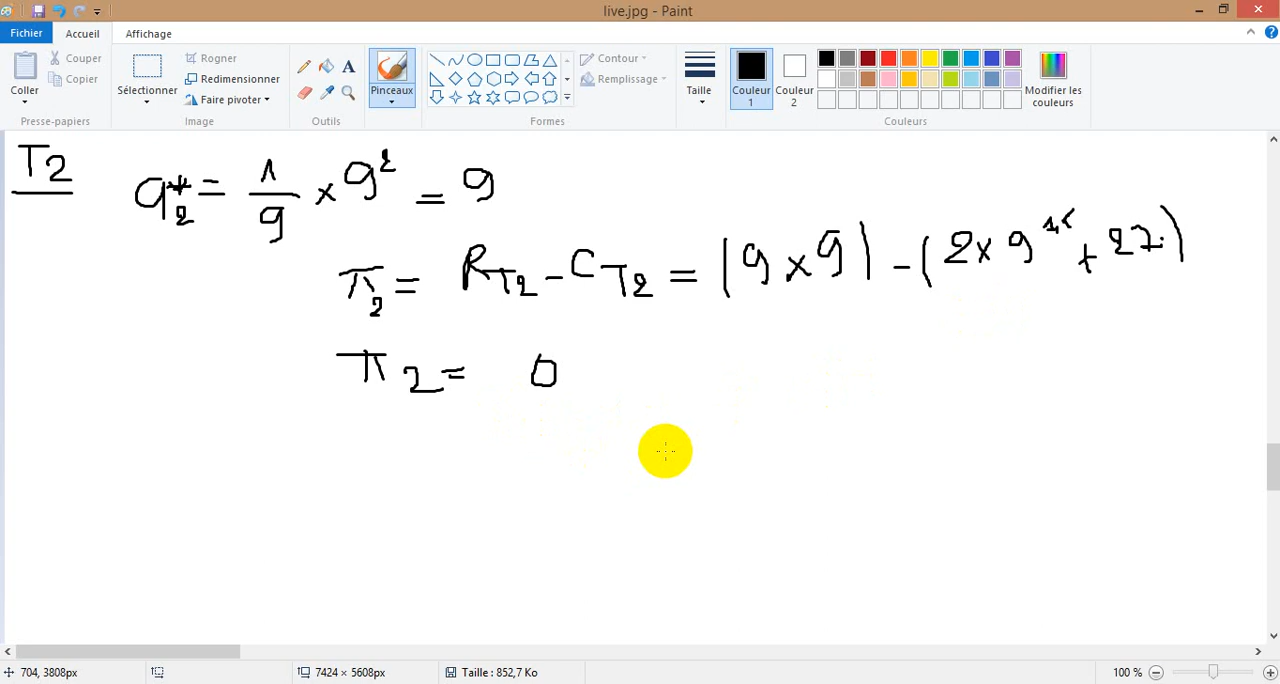 live.jpg - Paint
Fichier Accueil Affichage
Coller
Couper
Copier
Presse-papiers
Sélectionner
Rogner
Redimensionner
Faire pivoter
Image
A
Outils
Pinceaux
Contour
Remplissage
Formes
Taille
Couleur 1
Couleur 2
Modifier les couleurs
Couleurs
T2
q*₂ = 1/9 × 9² = 9
π₂ = RT2 - CT2 = (9 × 9) - (2 × 9^1,5 + 27)
π2 = 0
704, 3808px
7424 × 5608px
Taille : 852,7 Ko
100 %